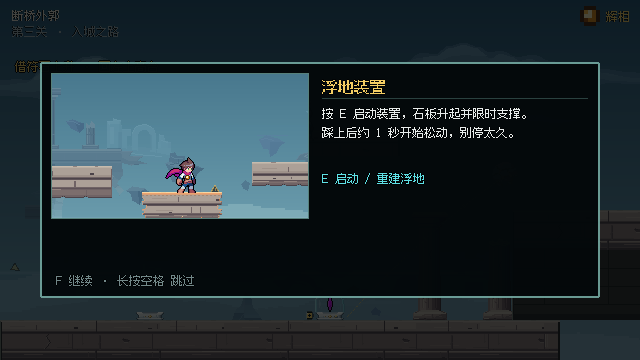 断桥外郭
辉相
第三关 · 入城之路
借符
浮地装置
按 E 启动装置，石板升起并限时支撑。
踩上后约 1 秒开始松动，别停太久。
E 启动 / 重建浮地
F 继续 · 长按空格 跳过